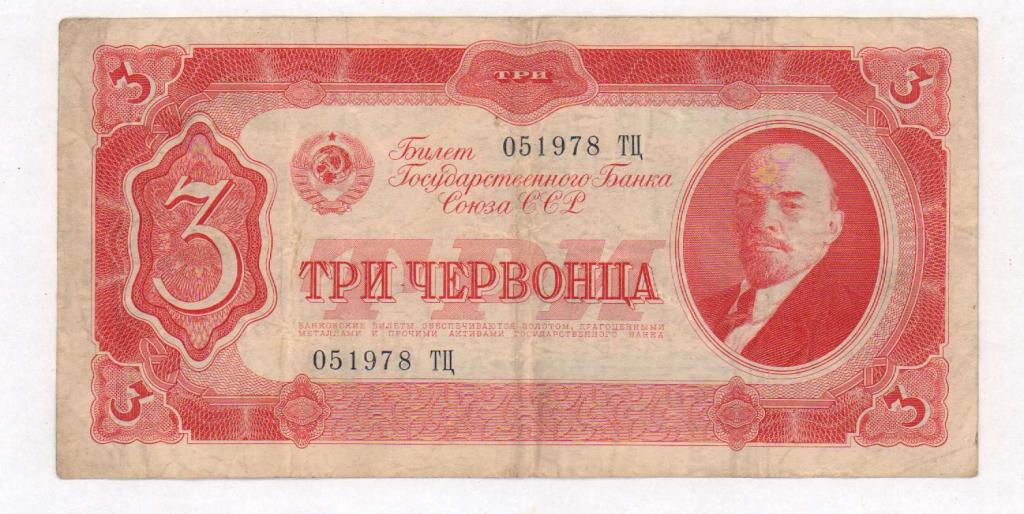 3
ТРИ
3
Билет 051978 ТЦ
Государственного Банка
Союза ССР
3
ТРИ
ТРИ ЧЕРВОНЦА
БАНКОВСКИЕ БИЛЕТЫ ОБЕСПЕЧИВАЮТСЯ ЗОЛОТОМ, ДРАГОЦЕННЫМИ
МЕТАЛЛАМИ И ПРОЧИМИ АКТИВАМИ ГОСУДАРСТВЕННОГО БАНКА
051978 ТЦ
3
3